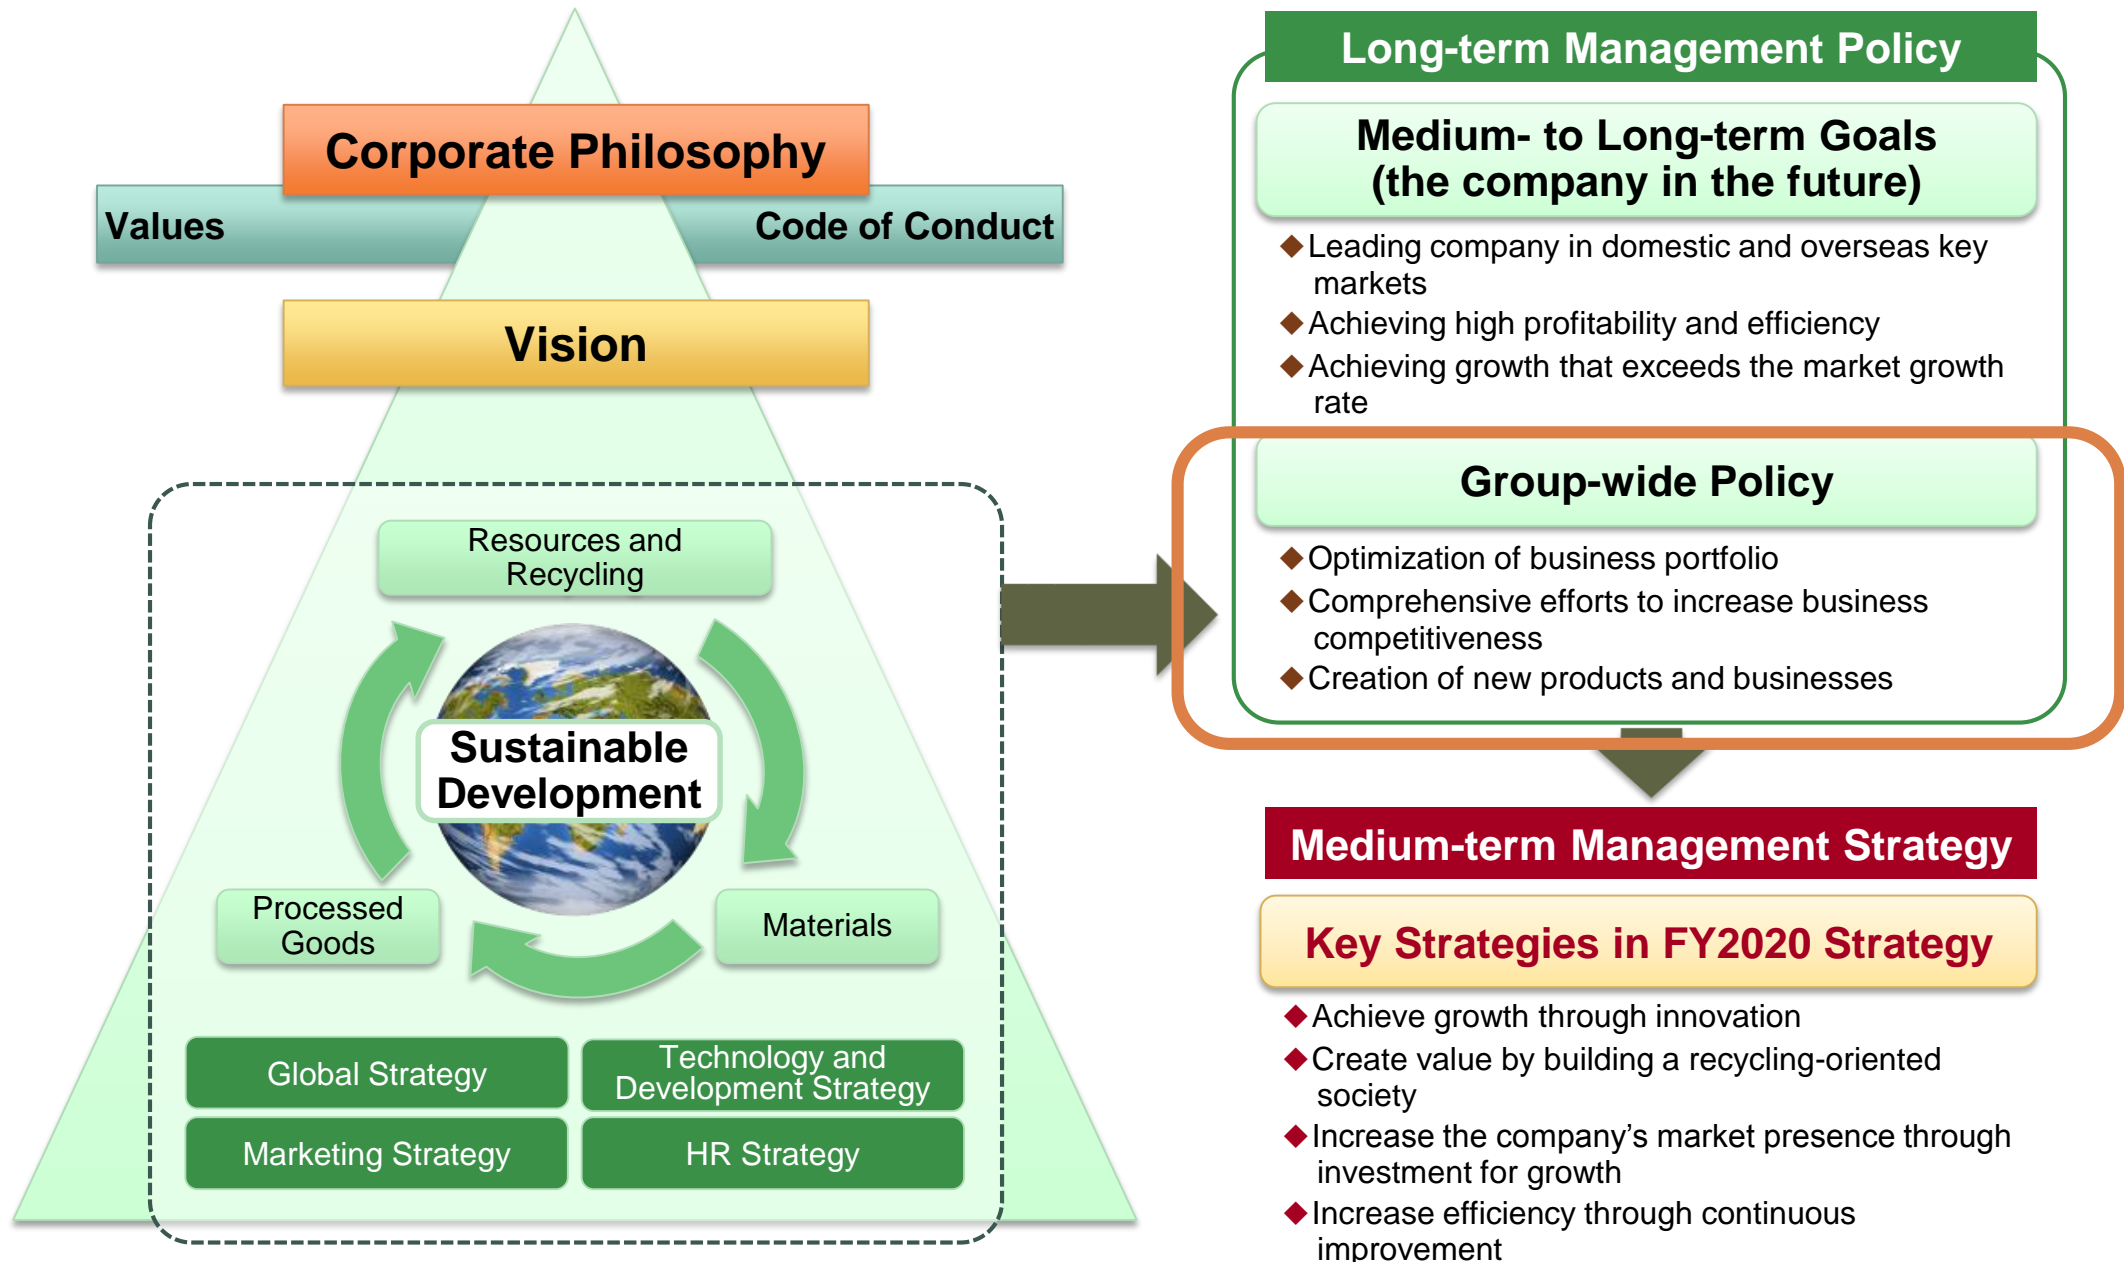 Corporate Philosophy
Values
Code of Conduct
Vision
Resources and
Recycling
Sustainable
Development
Processed
Goods
Materials
Global Strategy
Technology and
Development Strategy
Marketing Strategy
HR Strategy
Long-term Management Policy
Medium- to Long-term Goals
(the company in the future)
◆Leading company in domestic and overseas key
markets
◆Achieving high profitability and efficiency
◆Achieving growth that exceeds the market growth
rate
Group-wide Policy
◆Optimization of business portfolio
◆Comprehensive efforts to increase business
competitiveness
◆Creation of new products and businesses
Medium-term Management Strategy
Key Strategies in FY2020 Strategy
◆Achieve growth through innovation
◆Create value by building a recycling-oriented
society
◆Increase the company’s market presence through
investment for growth
◆Increase efficiency through continuous
improvement